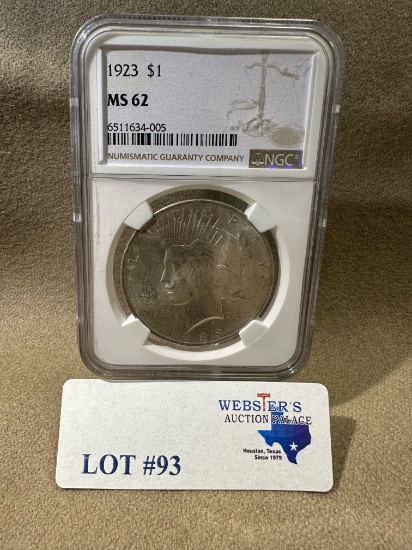 1923 $1
MS 62
6511634-005
NUMISMATIC GUARANTY COMPANY
NGC
LOT #93
WEBSTER'S
AUCTION PALACE
Houston, Texas
Since 1979